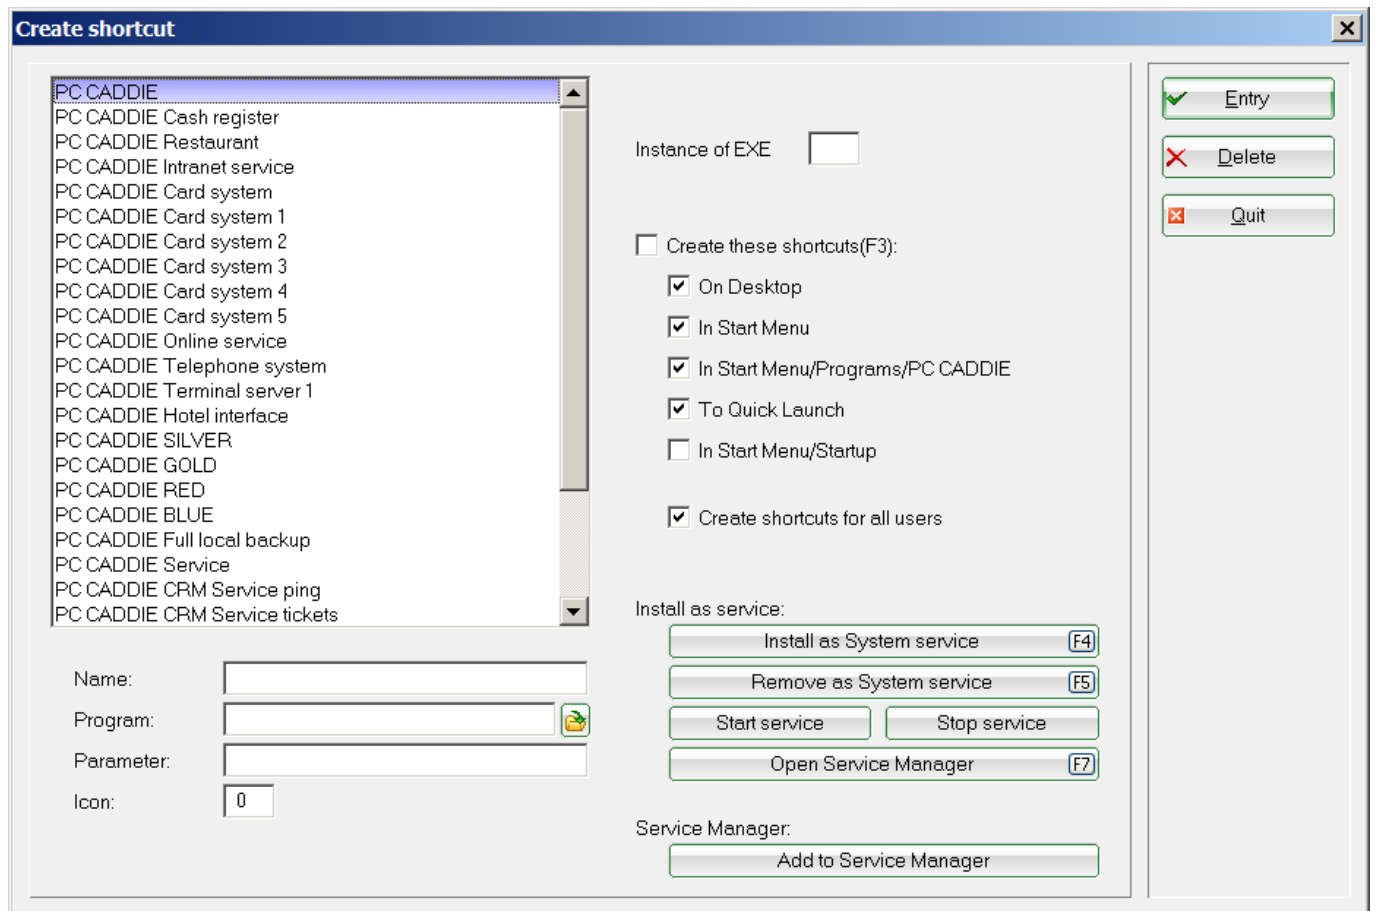 Create shortcut
PC CADDIE
PC CADDIE Cash register
PC CADDIE Restaurant
PC CADDIE Intranet service
PC CADDIE Card system
PC CADDIE Card system 1
PC CADDIE Card system 2
PC CADDIE Card system 3
PC CADDIE Card system 4
PC CADDIE Card system 5
PC CADDIE Online service
PC CADDIE Telephone system
PC CADDIE Terminal server 1
PC CADDIE Hotel interface
PC CADDIE SILVER
PC CADDIE GOLD
PC CADDIE RED
PC CADDIE BLUE
PC CADDIE Full local backup
PC CADDIE Service
PC CADDIE CRM Service ping
PC CADDIE CRM Service tickets
Name:
Program:
Parameter:
Icon: 0
Instance of EXE
Create these shortcuts(F3):
On Desktop
In Start Menu
In Start Menu/Programs/PC CADDIE
To Quick Launch
In Start Menu/Startup
Create shortcuts for all users
Install as service:
Install as System service F4
Remove as System service F5
Start service Stop service
Open Service Manager F7
Service Manager:
Add to Service Manager
Entry
Delete
Quit